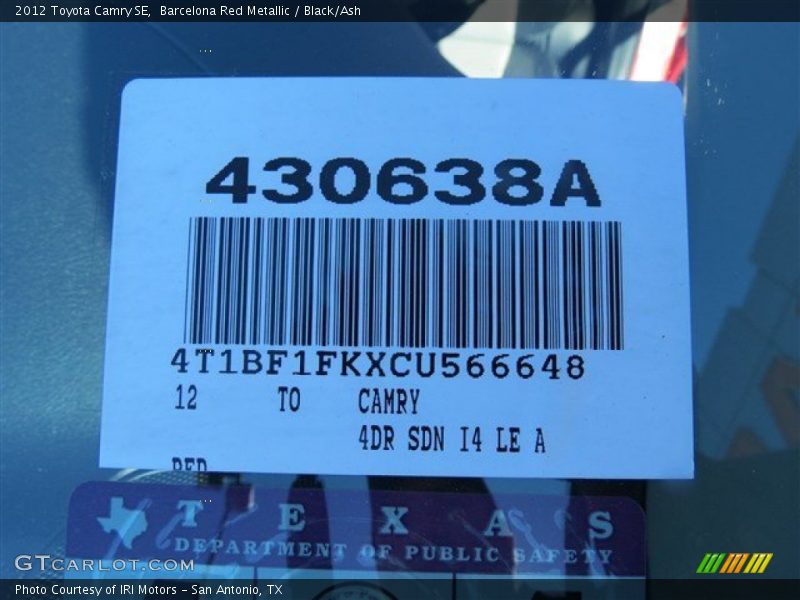 2012 Toyota Camry SE, Barcelona Red Metallic / Black/Ash
430638A
4T1BF1FKXCU566648
12 TO CAMRY
4DR SDN I4 LE A
RED
TEXAS
DEPARTMENT OF PUBLIC SAFETY
GTCARLOT.COM
Photo Courtesy of IRI Motors - San Antonio, TX